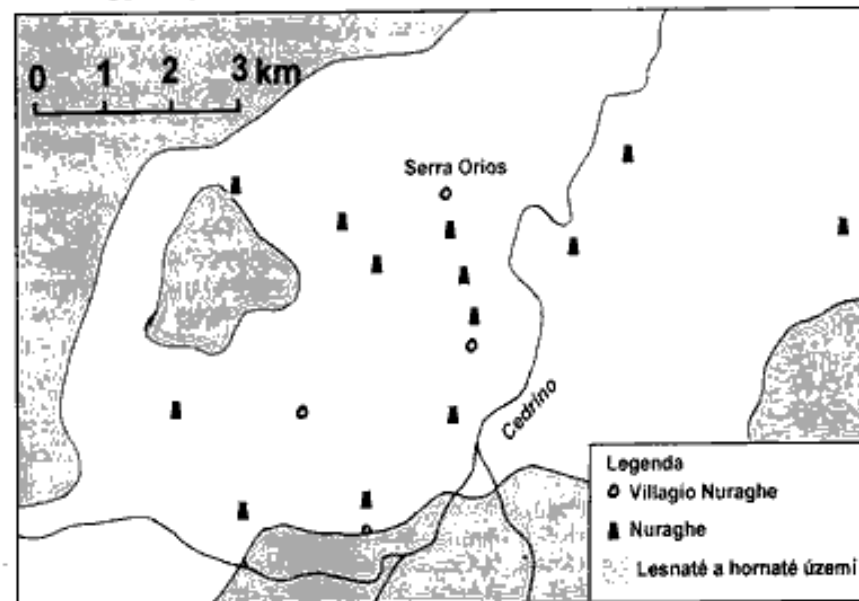 0 1 2 3 km
Serra Orios
Cedrino
Legenda
Villagio Nuraghe
Nuraghe
Lesnaté a hornaté území